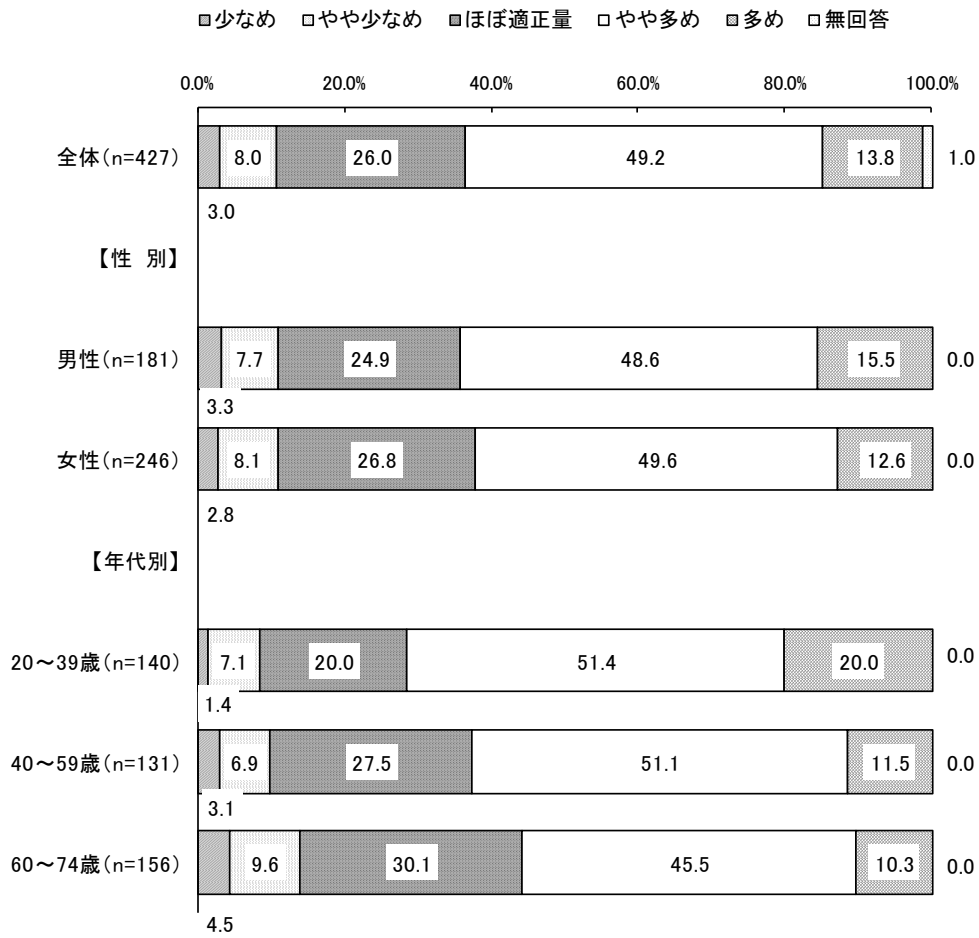 少なめ やや少なめ ほぼ適正量 やや多め 多め 無回答
0.0% 20.0% 40.0% 60.0% 80.0% 100.0%
全体(n=427) 8.0 26.0 49.2 13.8 1.0
3.0
【性 別】
男性(n=181) 7.7 24.9 48.6 15.5 0.0
3.3
女性(n=246) 8.1 26.8 49.6 12.6 0.0
2.8
【年代別】
20～39歳(n=140) 7.1 20.0 51.4 20.0 0.0
1.4
40～59歳(n=131) 6.9 27.5 51.1 11.5 0.0
3.1
60～74歳(n=156) 9.6 30.1 45.5 10.3 0.0
4.5